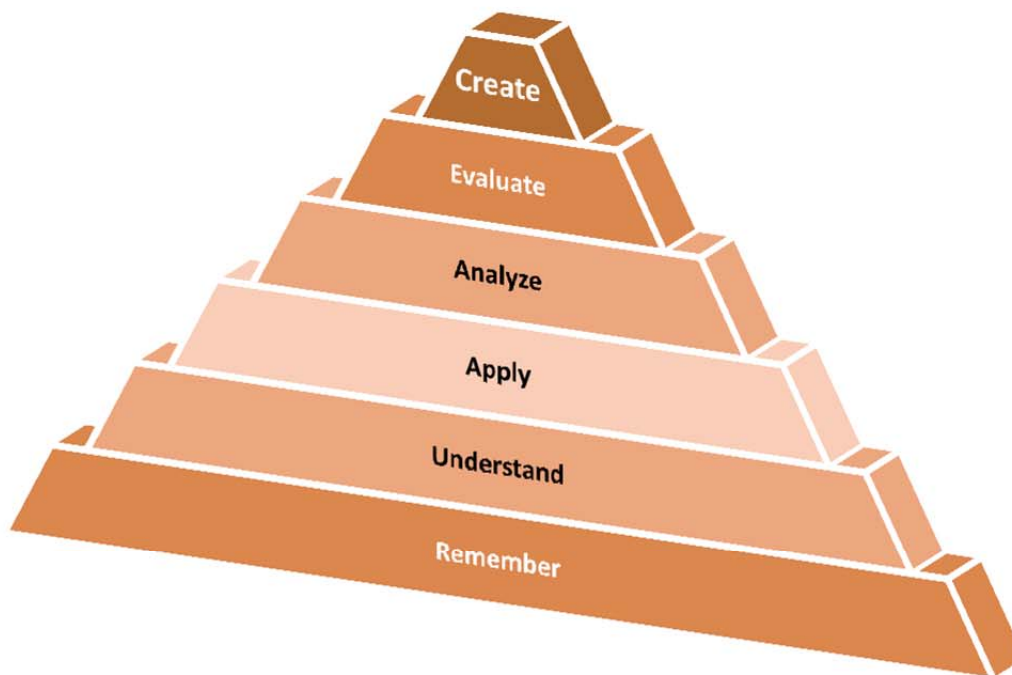 Create
Evaluate
Analyze
Apply
Understand
Remember